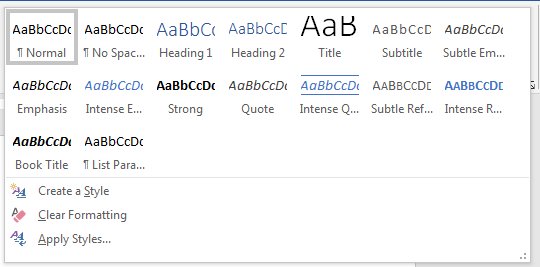 AaBbCcDc AaBbCcDc AaBbCc AaBbCcD AaB AaBbCcD AaBbCcDc
¶ Normal ¶ No Spac... Heading 1 Heading 2 Title Subtitle Subtle Em...
AaBbCcDc AaBbCcDc AaBbCcDc AaBbCcDc AaBbCcDc AaBbCcDd AaBbCcDd
Emphasis Intense E... Strong Quote Intense Q... Subtle Ref... Intense R...
AaBbCcDc AaBbCcDc
Book Title ¶ List Para...
Create a Style
Clear Formatting
Apply Styles...